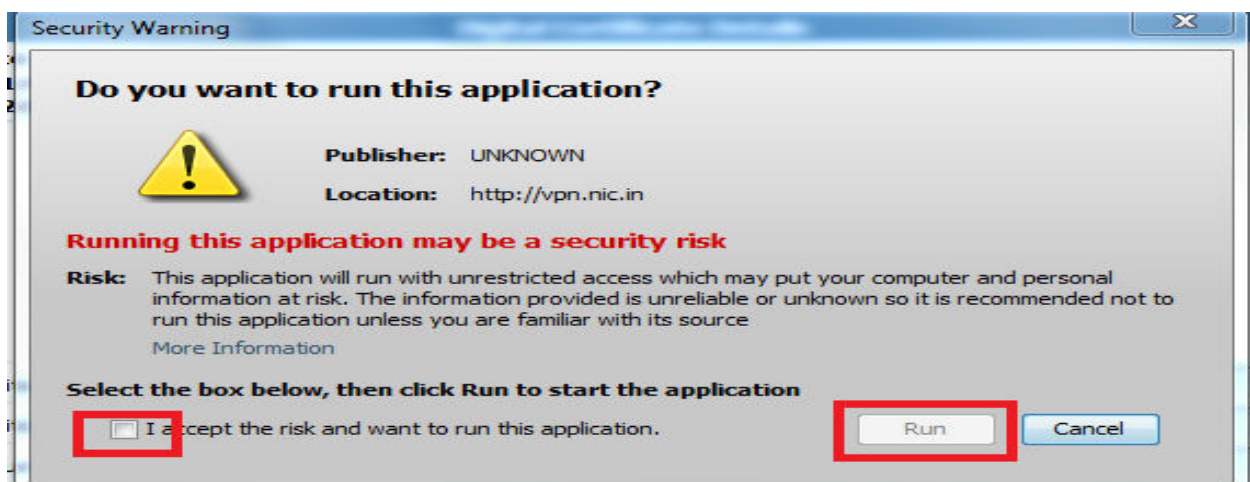 Security Warning
Digital Certificate Details
Do you want to run this application?
Publisher: UNKNOWN
Location: http://vpn.nic.in
Running this application may be a security risk
Risk: This application will run with unrestricted access which may put your computer and personal
information at risk. The information provided is unreliable or unknown so it is recommended not to
run this application unless you are familiar with its source
More Information
Select the box below, then click Run to start the application
I accept the risk and want to run this application.
Run
Cancel